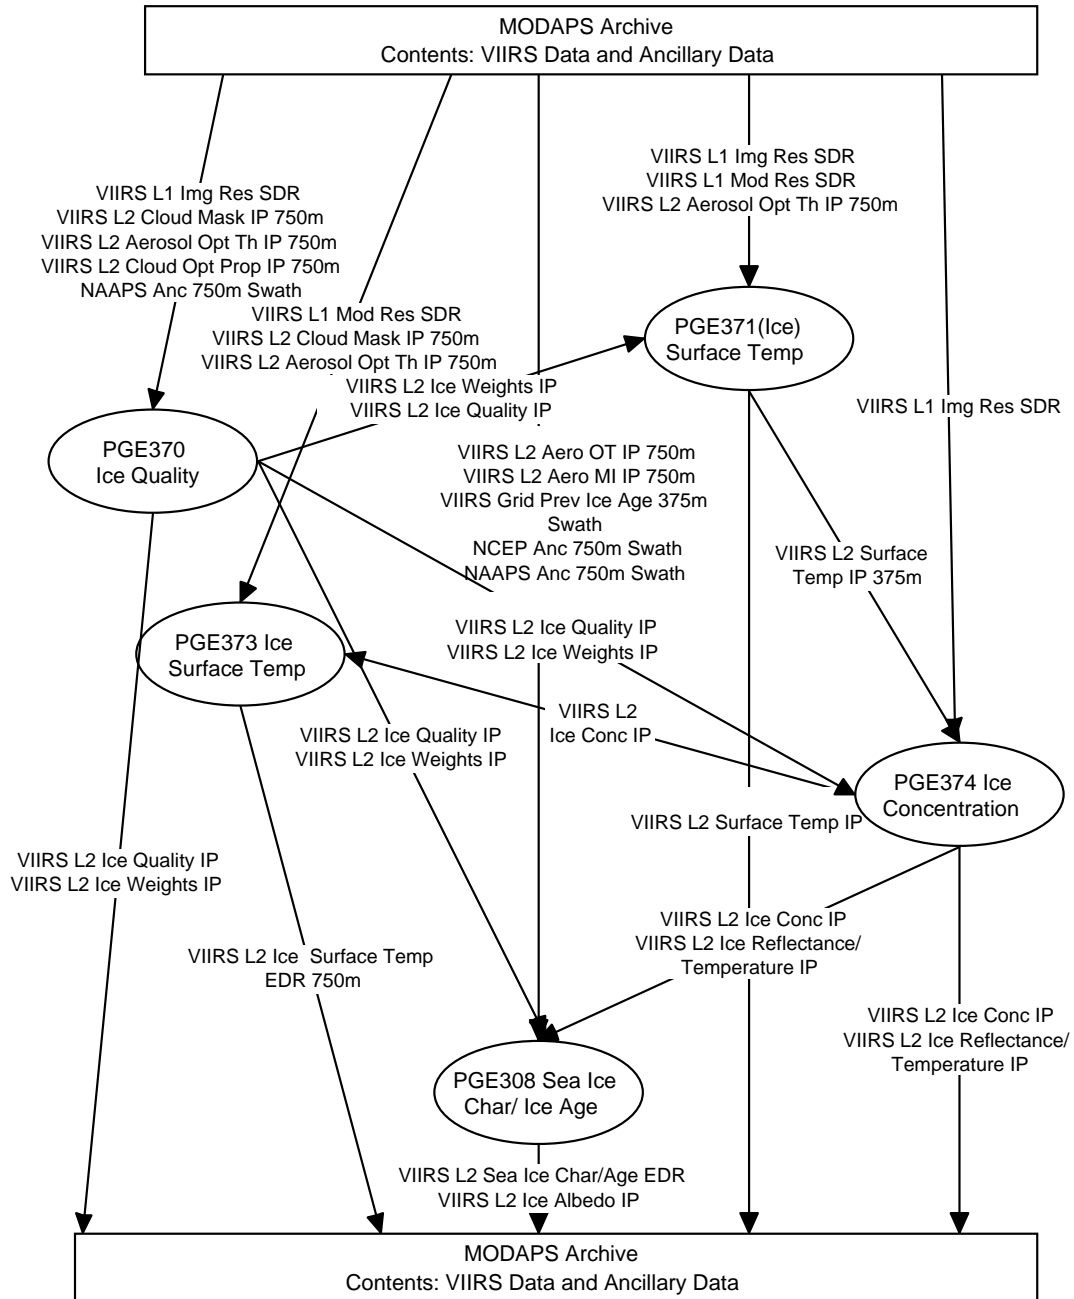 MODAPS Archive
Contents: VIIRS Data and Ancillary Data
VIIRS L1 Img Res SDR
VIIRS L1 Mod Res SDR
VIIRS L2 Aerosol Opt Th IP 750m
VIIRS L1 Img Res SDR
VIIRS L2 Cloud Mask IP 750m
VIIRS L2 Aerosol Opt Th IP 750m
VIIRS L2 Cloud Opt Prop IP 750m
NAAPS Anc 750m Swath
VIIRS L1 Mod Res SDR
VIIRS L2 Cloud Mask IP 750m
VIIRS L2 Aerosol Opt Th IP 750m
PGE371(Ice)
Surface Temp
VIIRS L2 Ice Weights IP
VIIRS L2 Ice Quality IP
VIIRS L1 Img Res SDR
PGE370
Ice Quality
VIIRS L2 Aero OT IP 750m
VIIRS L2 Aero MI IP 750m
VIIRS Grid Prev Ice Age 375m
Swath
NCEP Anc 750m Swath
NAAPS Anc 750m Swath
VIIRS L2 Surface
Temp IP 375m
PGE373 Ice
Surface Temp
VIIRS L2 Ice Quality IP
VIIRS L2 Ice Weights IP
VIIRS L2
Ice Conc IP
VIIRS L2 Ice Quality IP
VIIRS L2 Ice Weights IP
PGE374 Ice
Concentration
VIIRS L2 Surface Temp IP
VIIRS L2 Ice Quality IP
VIIRS L2 Ice Weights IP
VIIRS L2 Ice Conc IP
VIIRS L2 Ice Reflectance/
Temperature IP
VIIRS L2 Ice  Surface Temp
EDR 750m
VIIRS L2 Ice Conc IP
VIIRS L2 Ice Reflectance/
Temperature IP
PGE308 Sea Ice
Char/ Ice Age
VIIRS L2 Sea Ice Char/Age EDR
VIIRS L2 Ice Albedo IP
MODAPS Archive
Contents: VIIRS Data and Ancillary Data